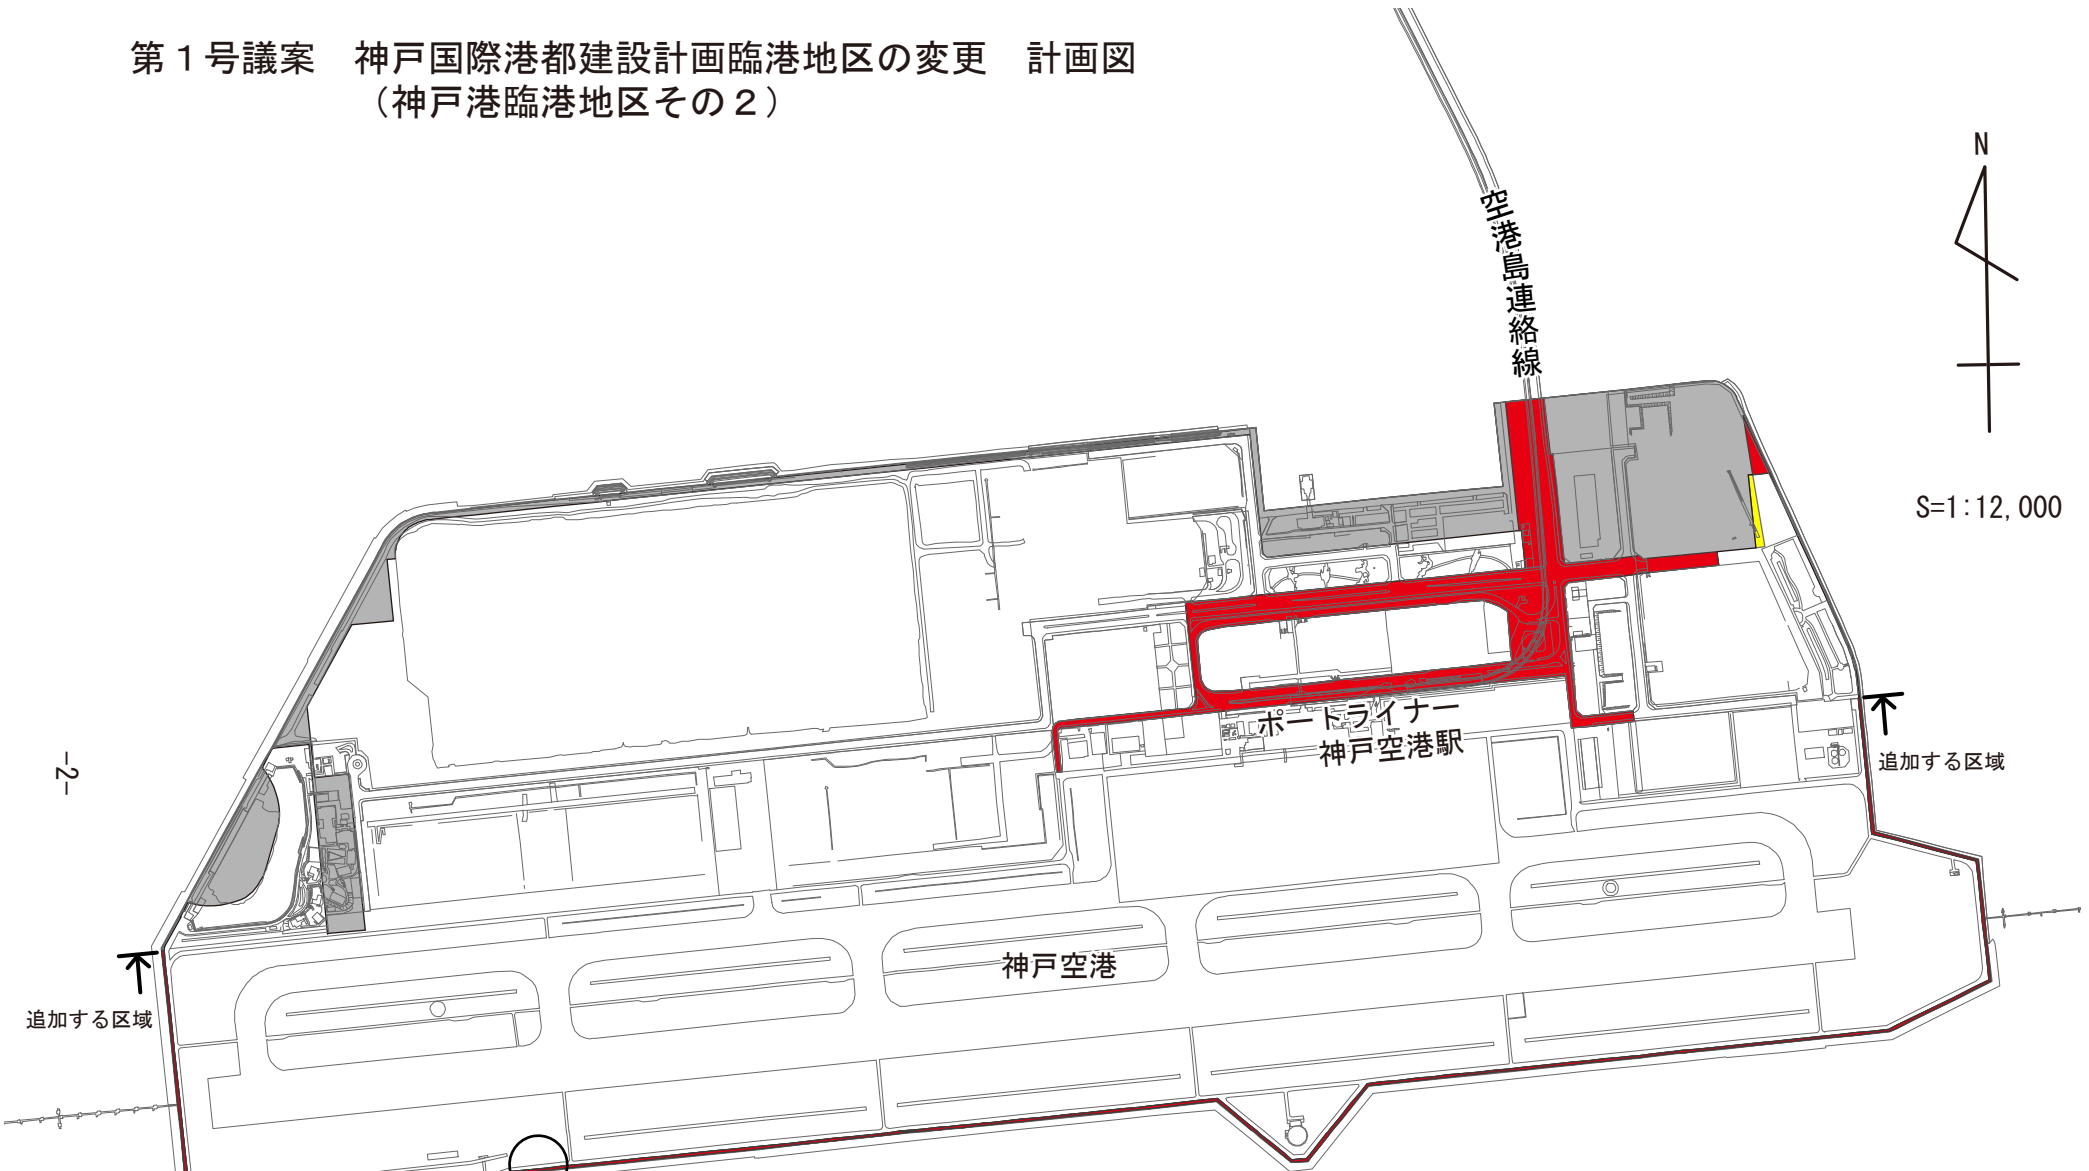 第１号議案　神戸国際港都建設計画臨港地区の変更　計画図
（神戸港臨港地区その２）
N
空港島連絡線
S=1:12,000
ポートライナー
神戸空港駅
追加する区域
-2-
神戸空港
追加する区域